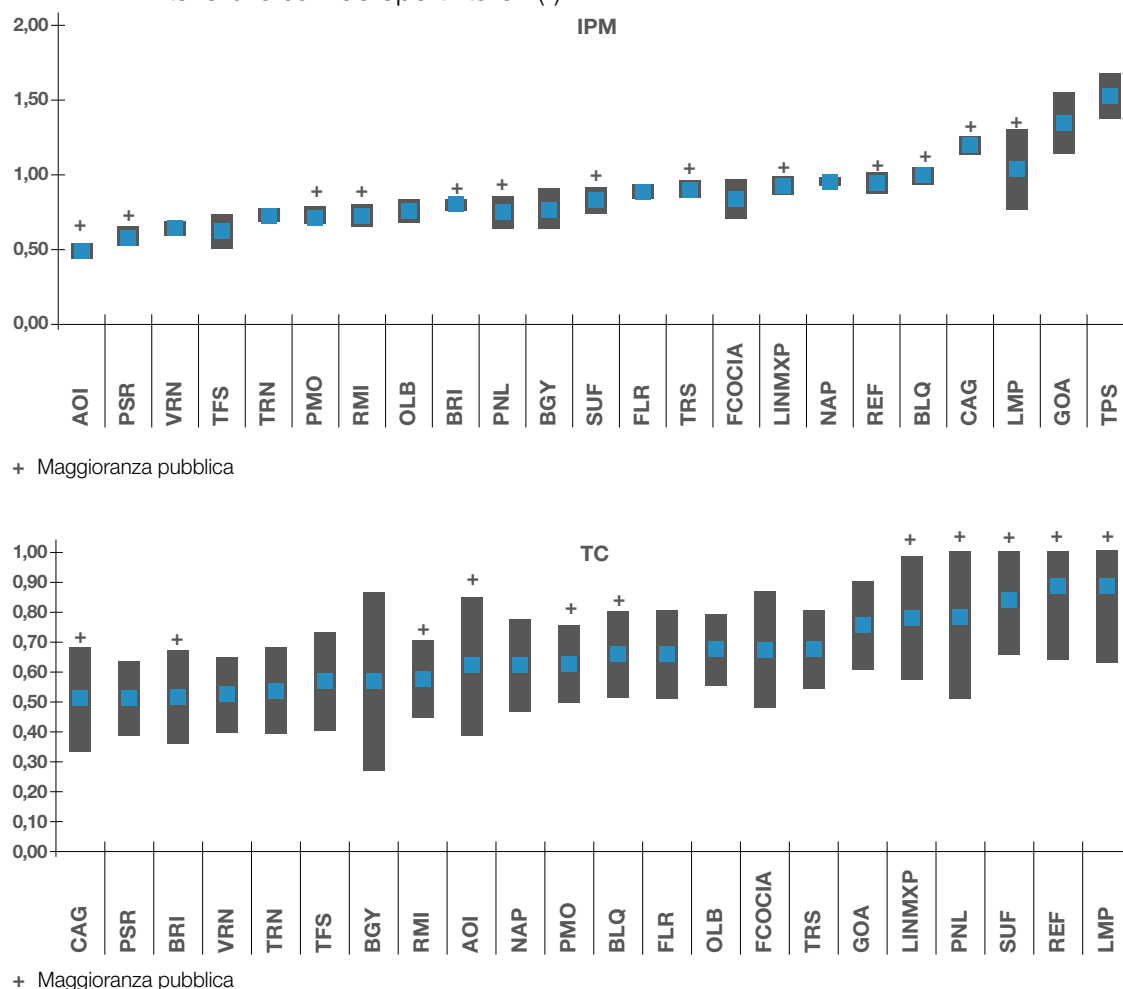 IPM
2,00
1,50
1,00
0,50
0,00
+ + + + + + + + + + + +
AOI PSR VRN TFS TRN PMO RMI OLB BRI PNL BGY SUF FLR TRS FCOCIA LINMXP NAP REF BLQ CAG LMP GOA TPS
+ Maggioranza pubblica
TC
1,00
0,90
0,80
0,70
0,60
0,50
0,40
0,30
0,20
0,10
0,00
+ + + + + + + + + + +
CAG PSR BRI VRN TRN TFS BGY RMI AOI NAP PMO BLQ FLR OLB FCOCIA TRS GOA LINMXP PNL SUF REF LMP
+ Maggioranza pubblica